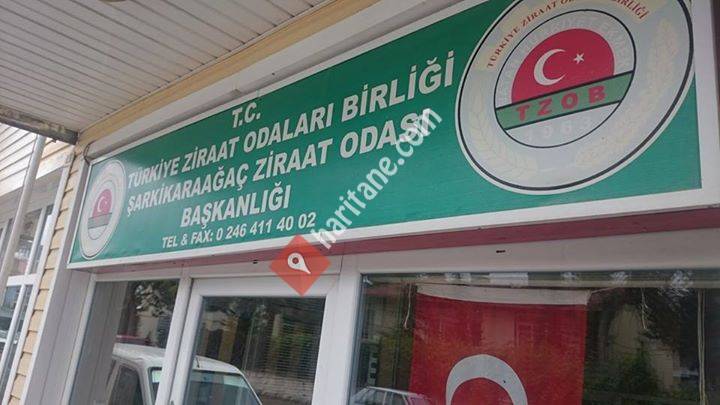 T.C.
TÜRKİYE ZİRAAT ODALARI BİRLİĞİ
ŞARKİKARAAĞAÇ ZİRAAT ODASI
BAŞKANLIĞI
TEL & FAX: 0 246 411 40 02
TÜRKİYE ZİRAAT ODALARI BİRLİĞİ
TZOB
haritane.com